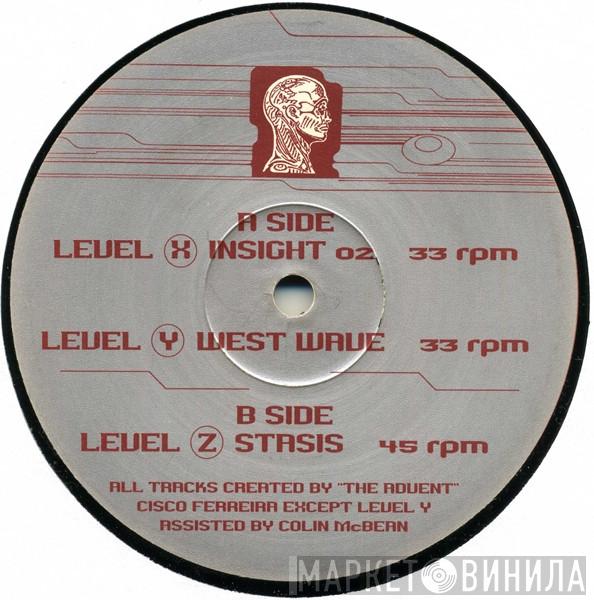 A SIDE
LEVEL X INSIGHT 02 33 rpm
LEVEL Y WEST WAVE 33 rpm
B SIDE
LEVEL Z STASIS 45 rpm
ALL TRACKS CREATED BY "THE ADVENT"
CISCO FERREIRA EXCEPT LEVEL Y
ASSISTED BY COLIN McBEAN
МАРКЕТ ВИНИЛА